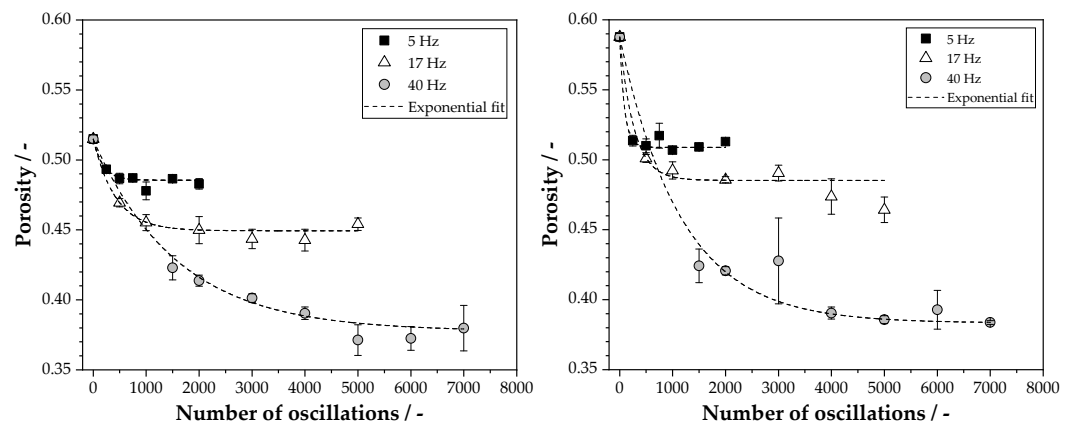 0.60
0.55
0.50
0.45
0.40
0.35
Porosity / -
0 1000 2000 3000 4000 5000 6000 7000 8000
Number of oscillations / -
5 Hz
17 Hz
40 Hz
Exponential fit
0.60
0.55
0.50
0.45
0.40
0.35
Porosity / -
0 1000 2000 3000 4000 5000 6000 7000 8000
Number of oscillations / -
5 Hz
17 Hz
40 Hz
Exponential fit